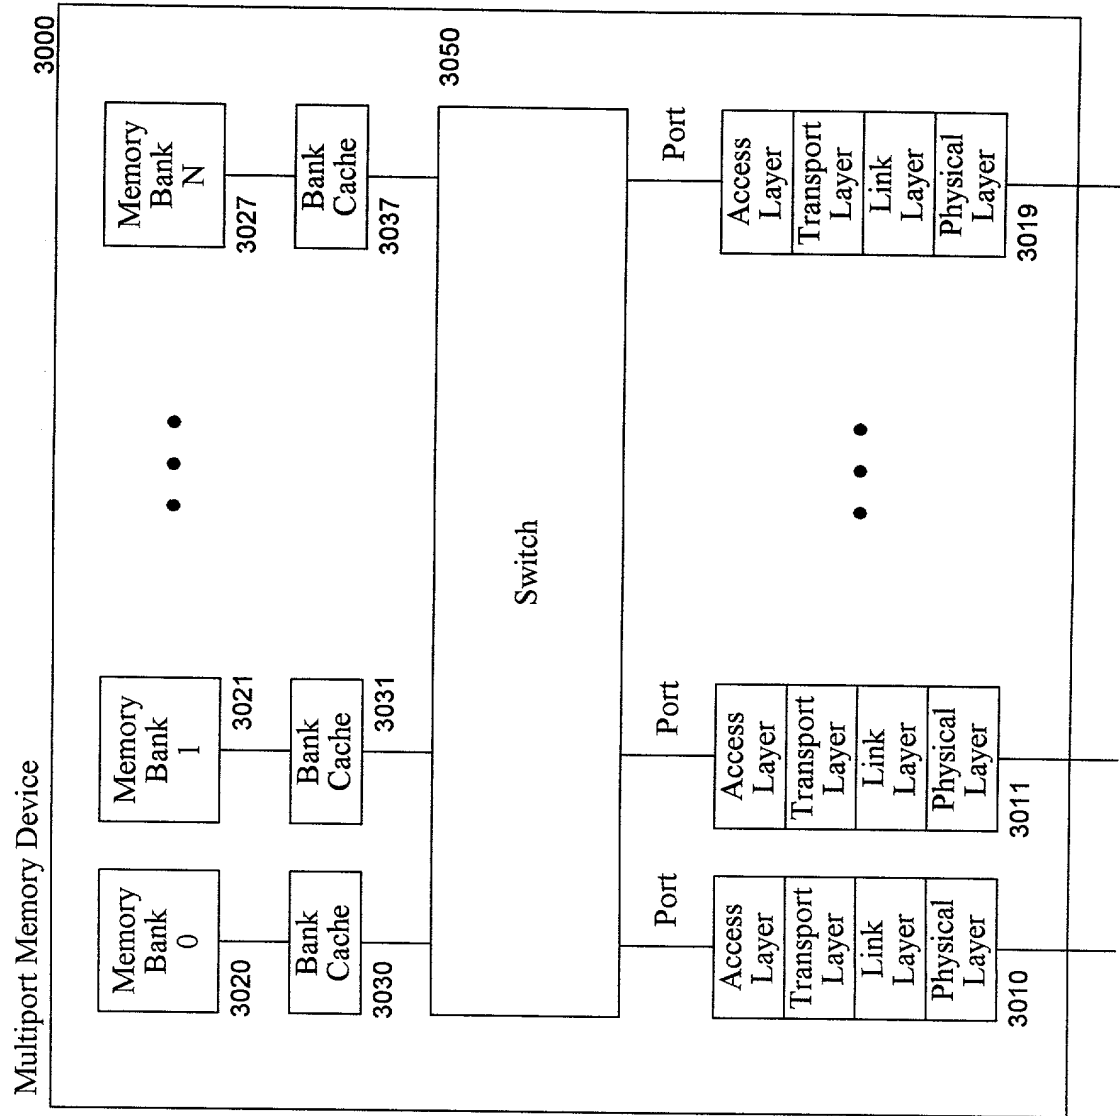 Multiport Memory Device
3000
Memory
Bank
0
3020
Memory
Bank
1
3021
Memory
Bank
N
3027
Bank
Cache
3030
Bank
Cache
3031
Bank
Cache
3037
3050
Switch
Port
Port
Port
Access
Layer
Transport
Layer
Link
Layer
Physical
Layer
3010
Access
Layer
Transport
Layer
Link
Layer
Physical
Layer
3011
Access
Layer
Transport
Layer
Link
Layer
Physical
Layer
3019